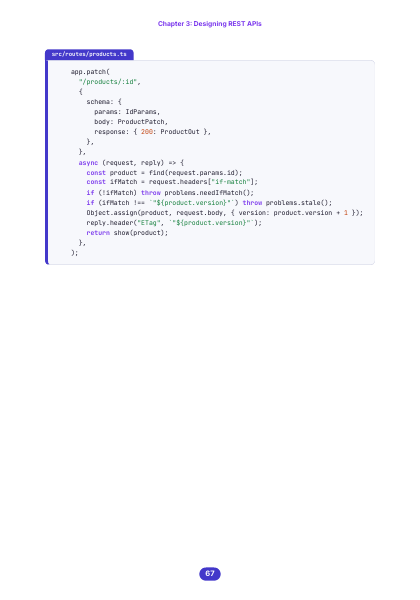 Chapter 3: Designing REST APIs
src/routes/products.ts
app.patch(
  "/products/:id",
  {
    schema: {
      params: IdParams,
      body: ProductPatch,
      response: { 200: ProductOut },
    },
  },
  async (request, reply) => {
    const product = find(request.params.id);
    const ifMatch = request.headers["if-match"];
    if (!ifMatch) throw problems.needIfMatch();
    if (ifMatch !== `"${product.version}"`) throw problems.stale();
    Object.assign(product, request.body, { version: product.version + 1 });
    reply.header("ETag", `"${product.version}"`);
    return show(product);
  },
);
67